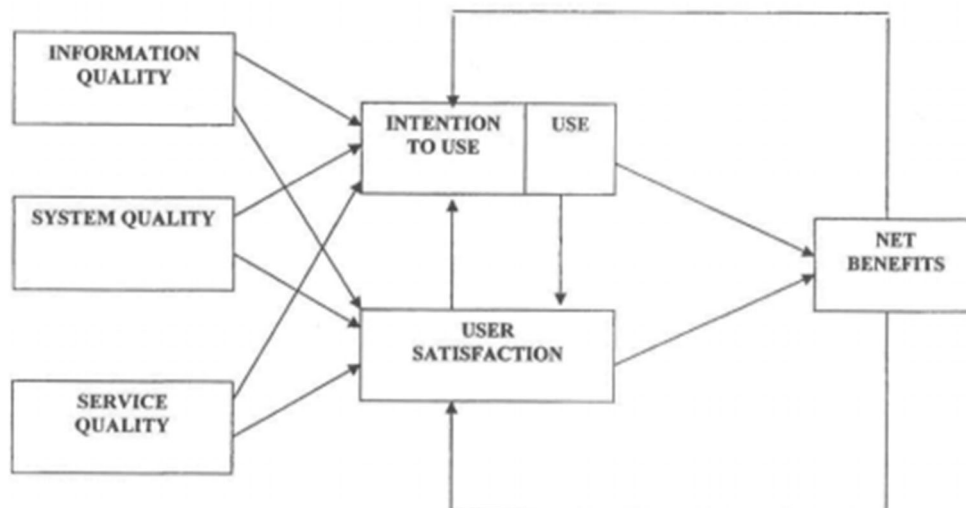 INFORMATION
QUALITY
INTENTION
TO USE
USE
SYSTEM QUALITY
NET
BENEFITS
USER
SATISFACTION
SERVICE
QUALITY